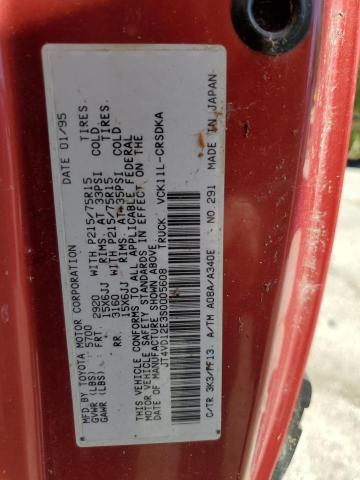 MFD BY TOYOTA MOTOR CORPORATION DATE 01/95
GVWR (LBS) 5700
GAWR (LBS) FRT 2920 WITH P215/75R15 TIRES.
15X6JJ RIMS. AT 33PSI COLD
RR. 3160 WITH P215/75R15 TIRES.
15X6JJ RIMS. AT 35PSI COLD
THIS VEHICLE CONFORMS TO ALL APPLICABLE FEDERAL
MOTOR VEHICLE SAFETY STANDARDS IN EFFECT ON THE
DATE OF MANUFACTURE SHOWN ABOVE.
JT4VD12E3S0005608 TRUCK VCK11L-CRSDKA
C/TR 3K3/FF13 A/TM A08A/A340E NO 291 MADE IN JAPAN